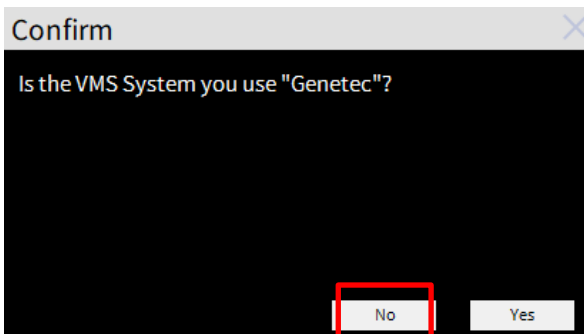 Confirm
Is the VMS System you use "Genetec"?
No
Yes